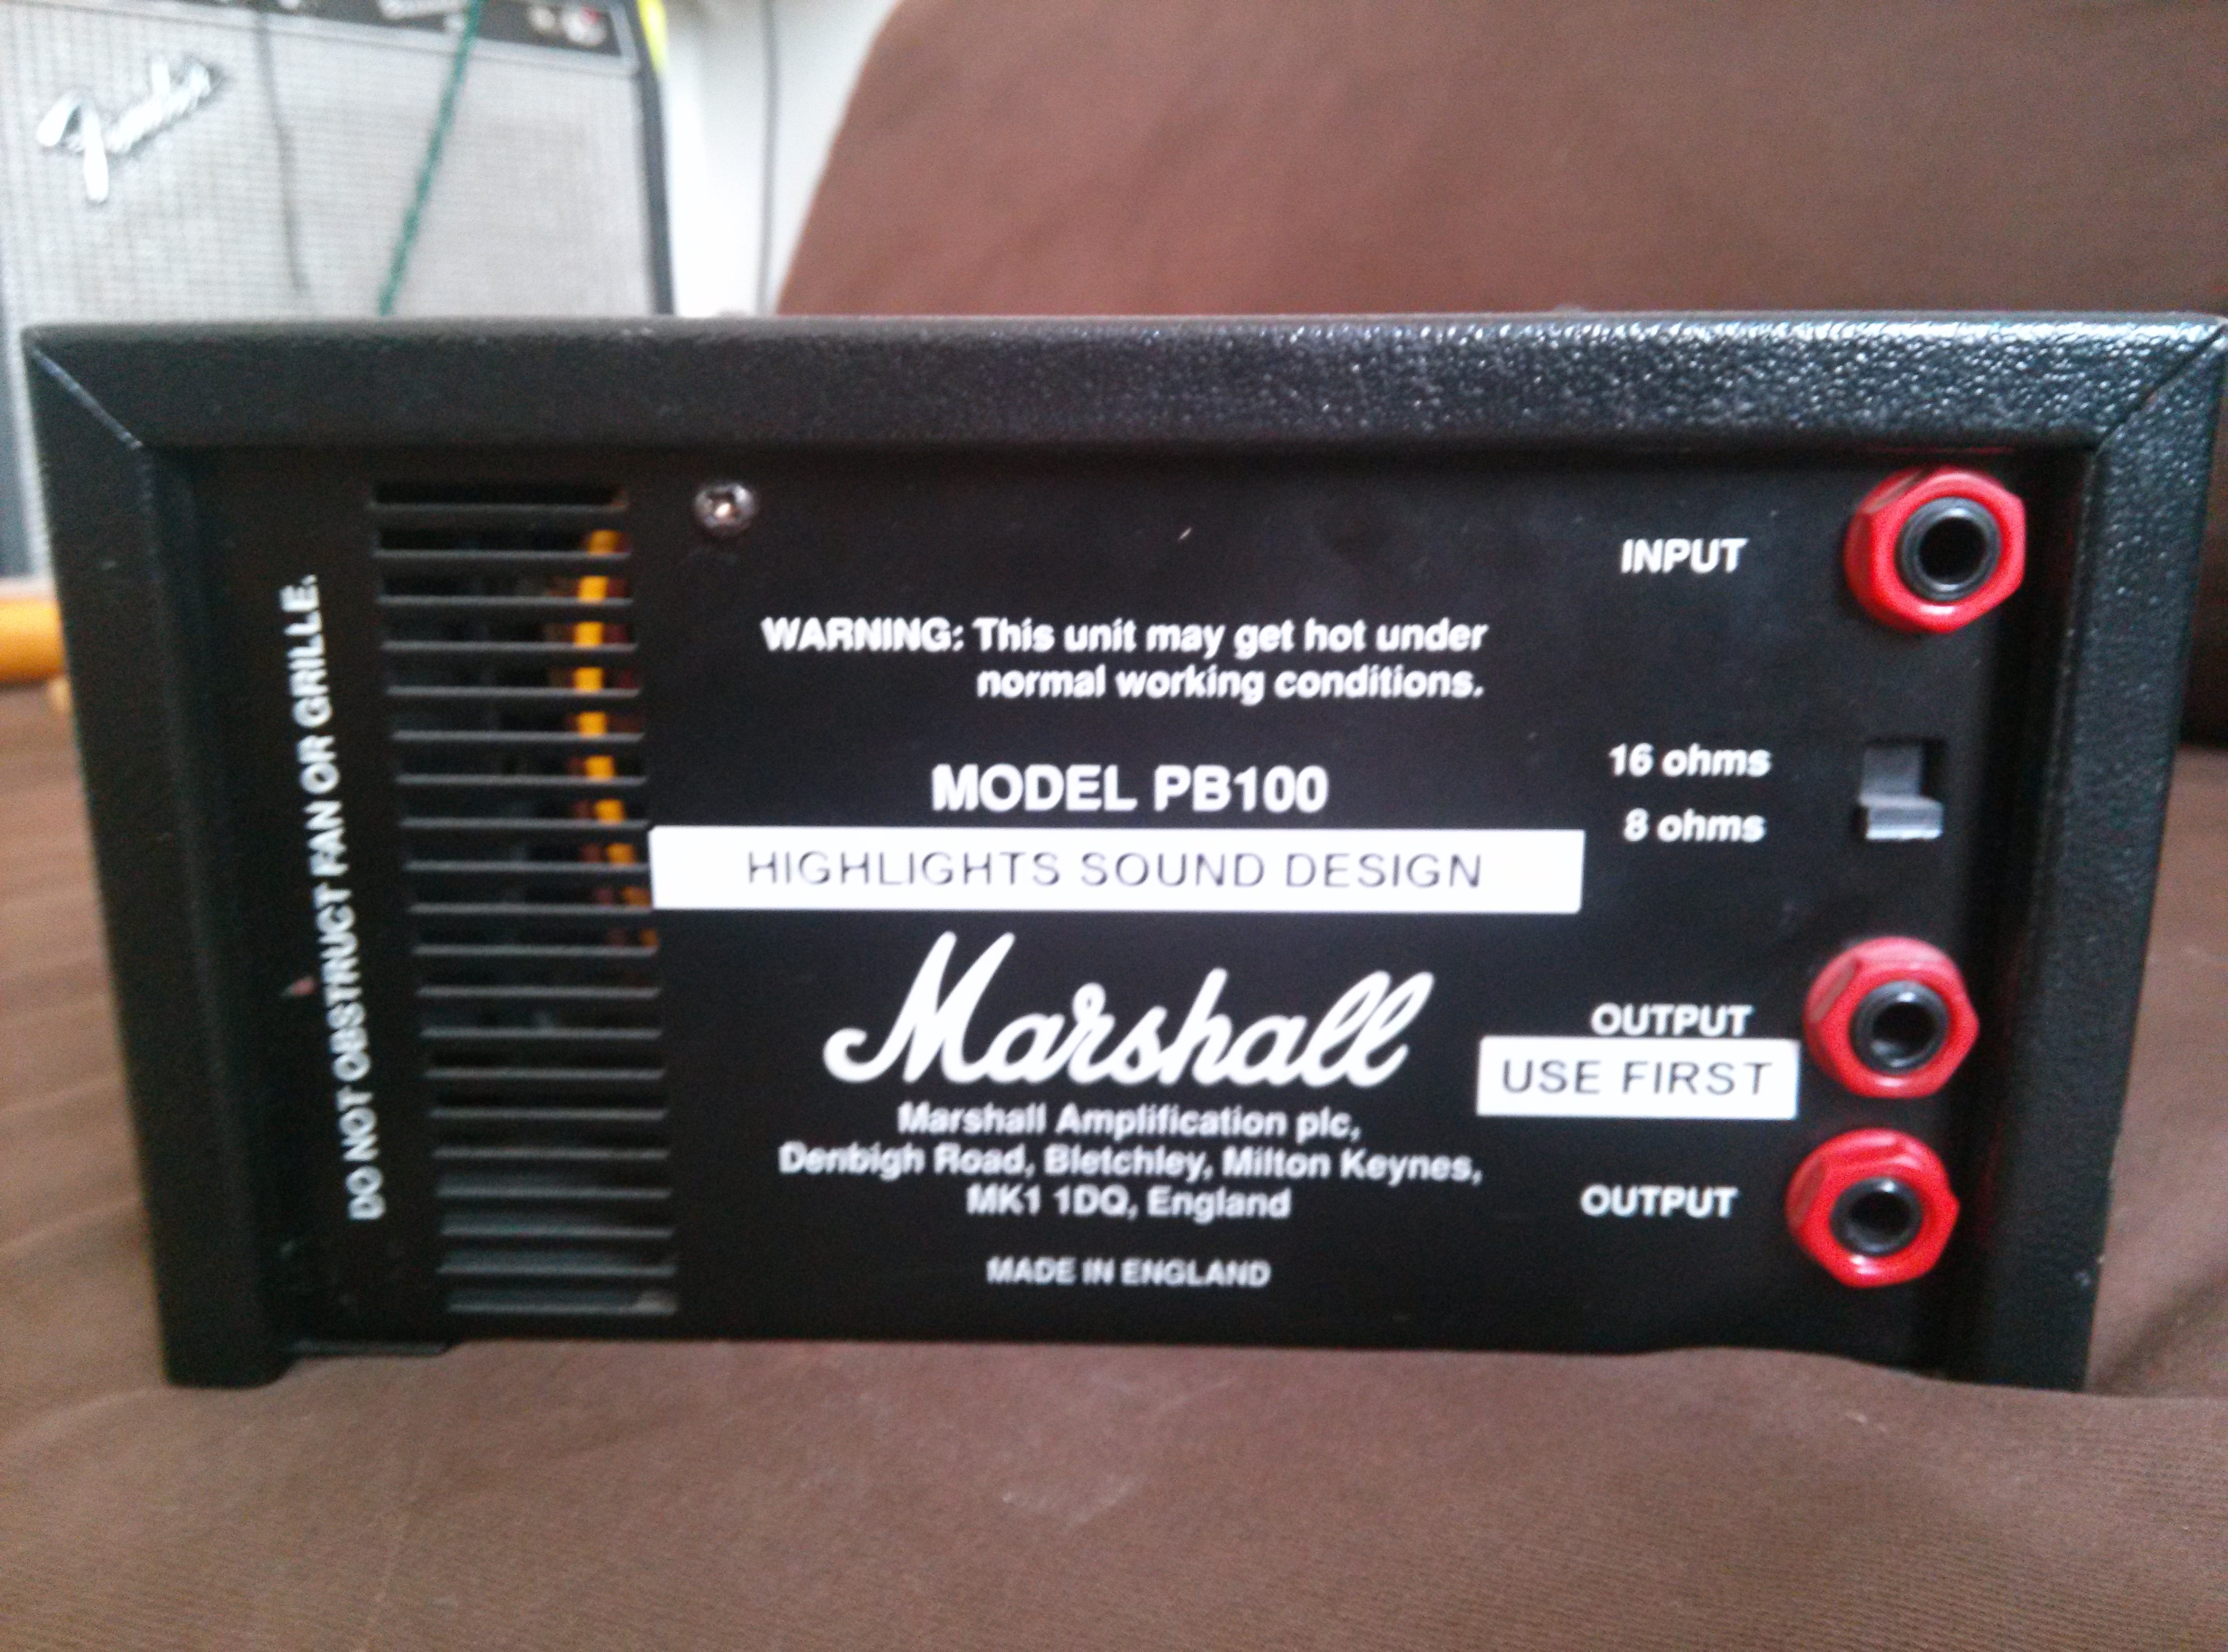 Fender
INPUT
WARNING: This unit may get hot under
normal working conditions.
16 ohms
8 ohms
MODEL PB100
HIGHLIGHTS SOUND DESIGN
Marshall
OUTPUT
USE FIRST
OUTPUT
Marshall Amplification plc,
Denbigh Road, Bletchley, Milton Keynes,
MK1 1DQ, England
MADE IN ENGLAND
DO NOT OBSTRUCT FAN OR GRILLE.